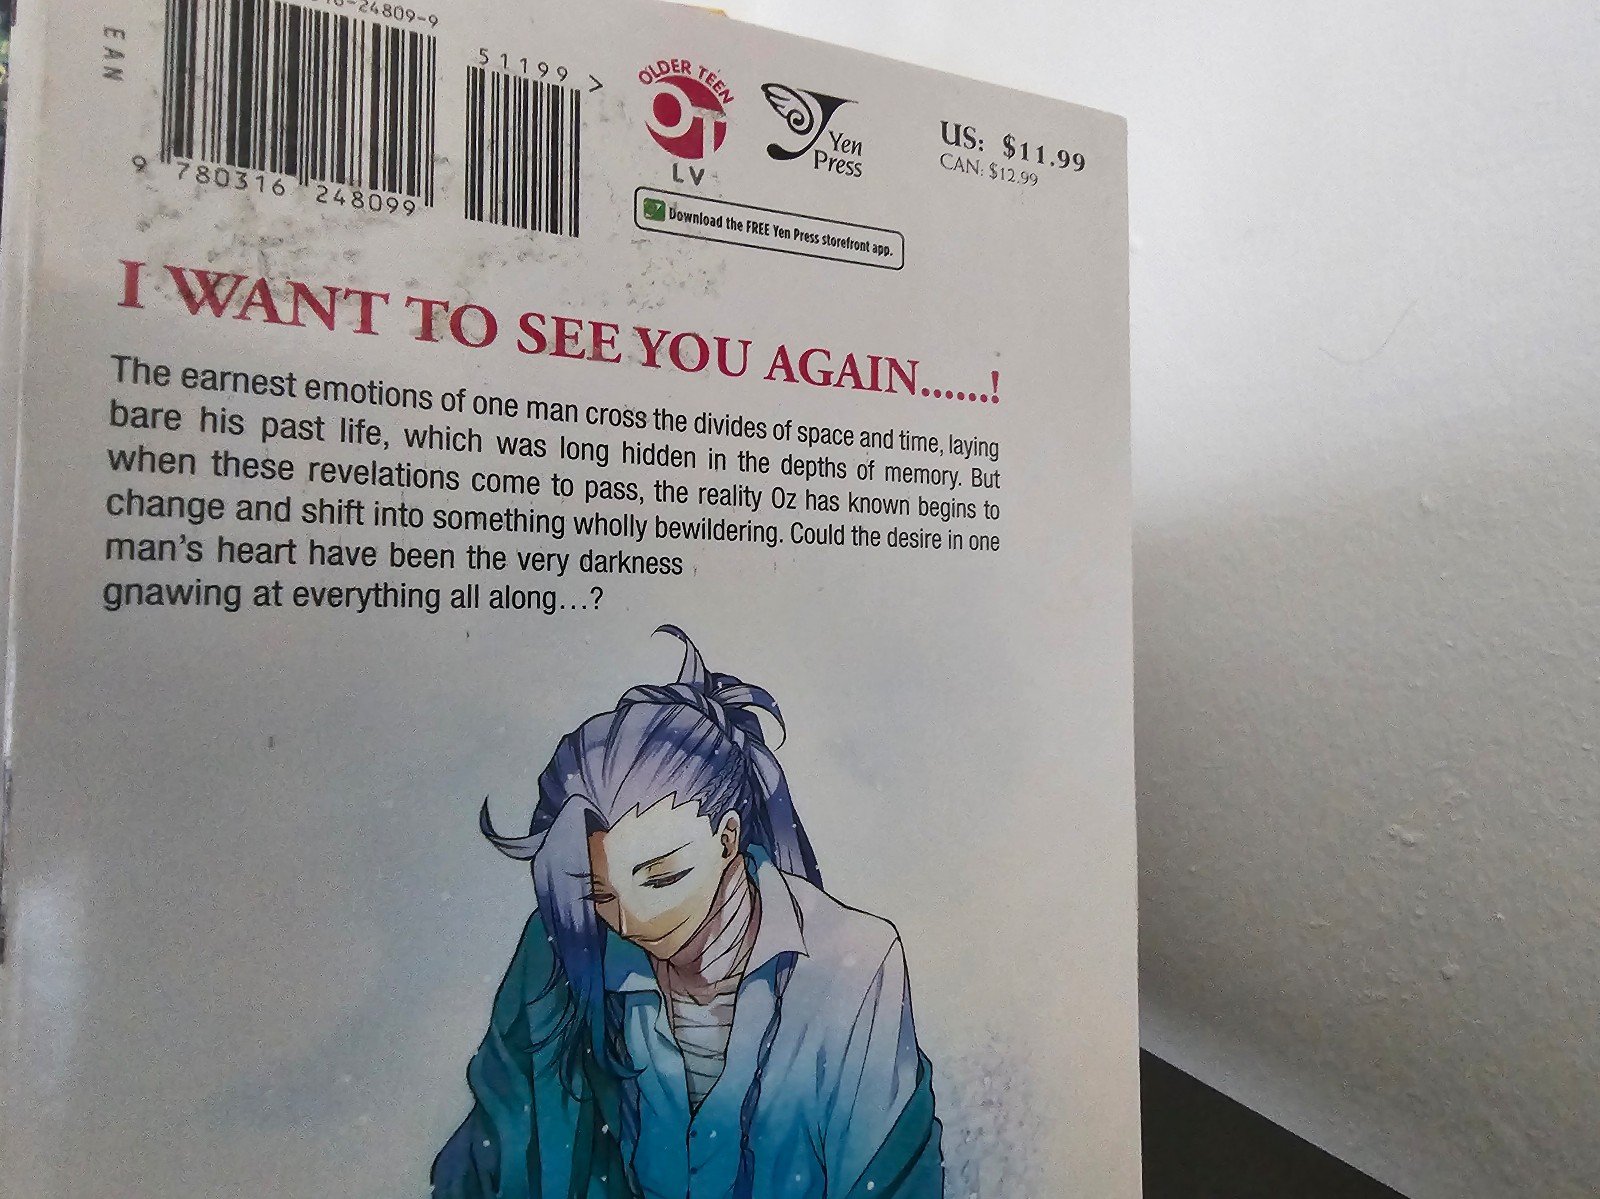 24809-9
EAN
51199 >
9 780316 248099
OLDER TEEN
OT
LV
Yen
Press
US: $11.99
CAN: $12.99
Download the FREE Yen Press storefront app.
I WANT TO SEE YOU AGAIN......!
The earnest emotions of one man cross the divides of space and time, laying
bare his past life, which was long hidden in the depths of memory. But
when these revelations come to pass, the reality Oz has known begins to
change and shift into something wholly bewildering. Could the desire in one
man's heart have been the very darkness
gnawing at everything all along...?